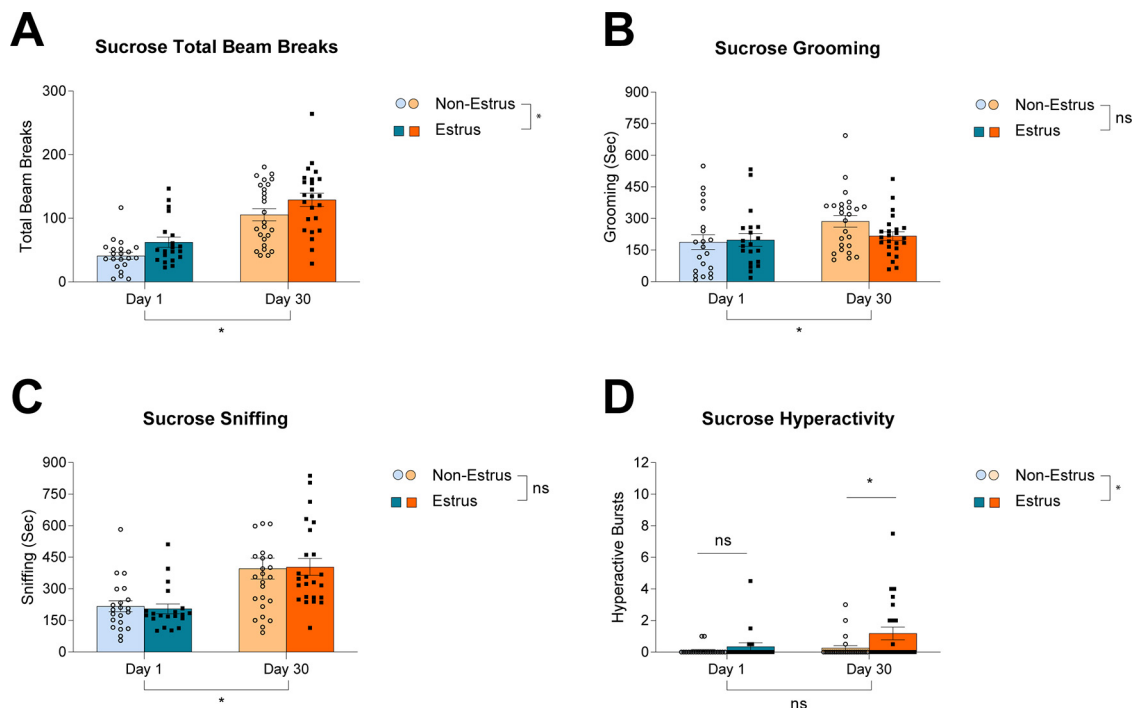 A
Sucrose Total Beam Breaks
300
200
100
0
Total Beam Breaks
Non-Estrus
Estrus
*
Day 1
Day 30
*
B
Sucrose Grooming
900
750
600
450
300
150
0
Grooming (Sec)
Non-Estrus
Estrus
ns
Day 1
Day 30
*
C
Sucrose Sniffing
900
750
600
450
300
150
0
Sniffing (Sec)
Non-Estrus
Estrus
ns
Day 1
Day 30
*
D
Sucrose Hyperactivity
12
10
8
6
4
2
0
Hyperactive Bursts
Non-Estrus
Estrus
*
ns
*
Day 1
Day 30
ns